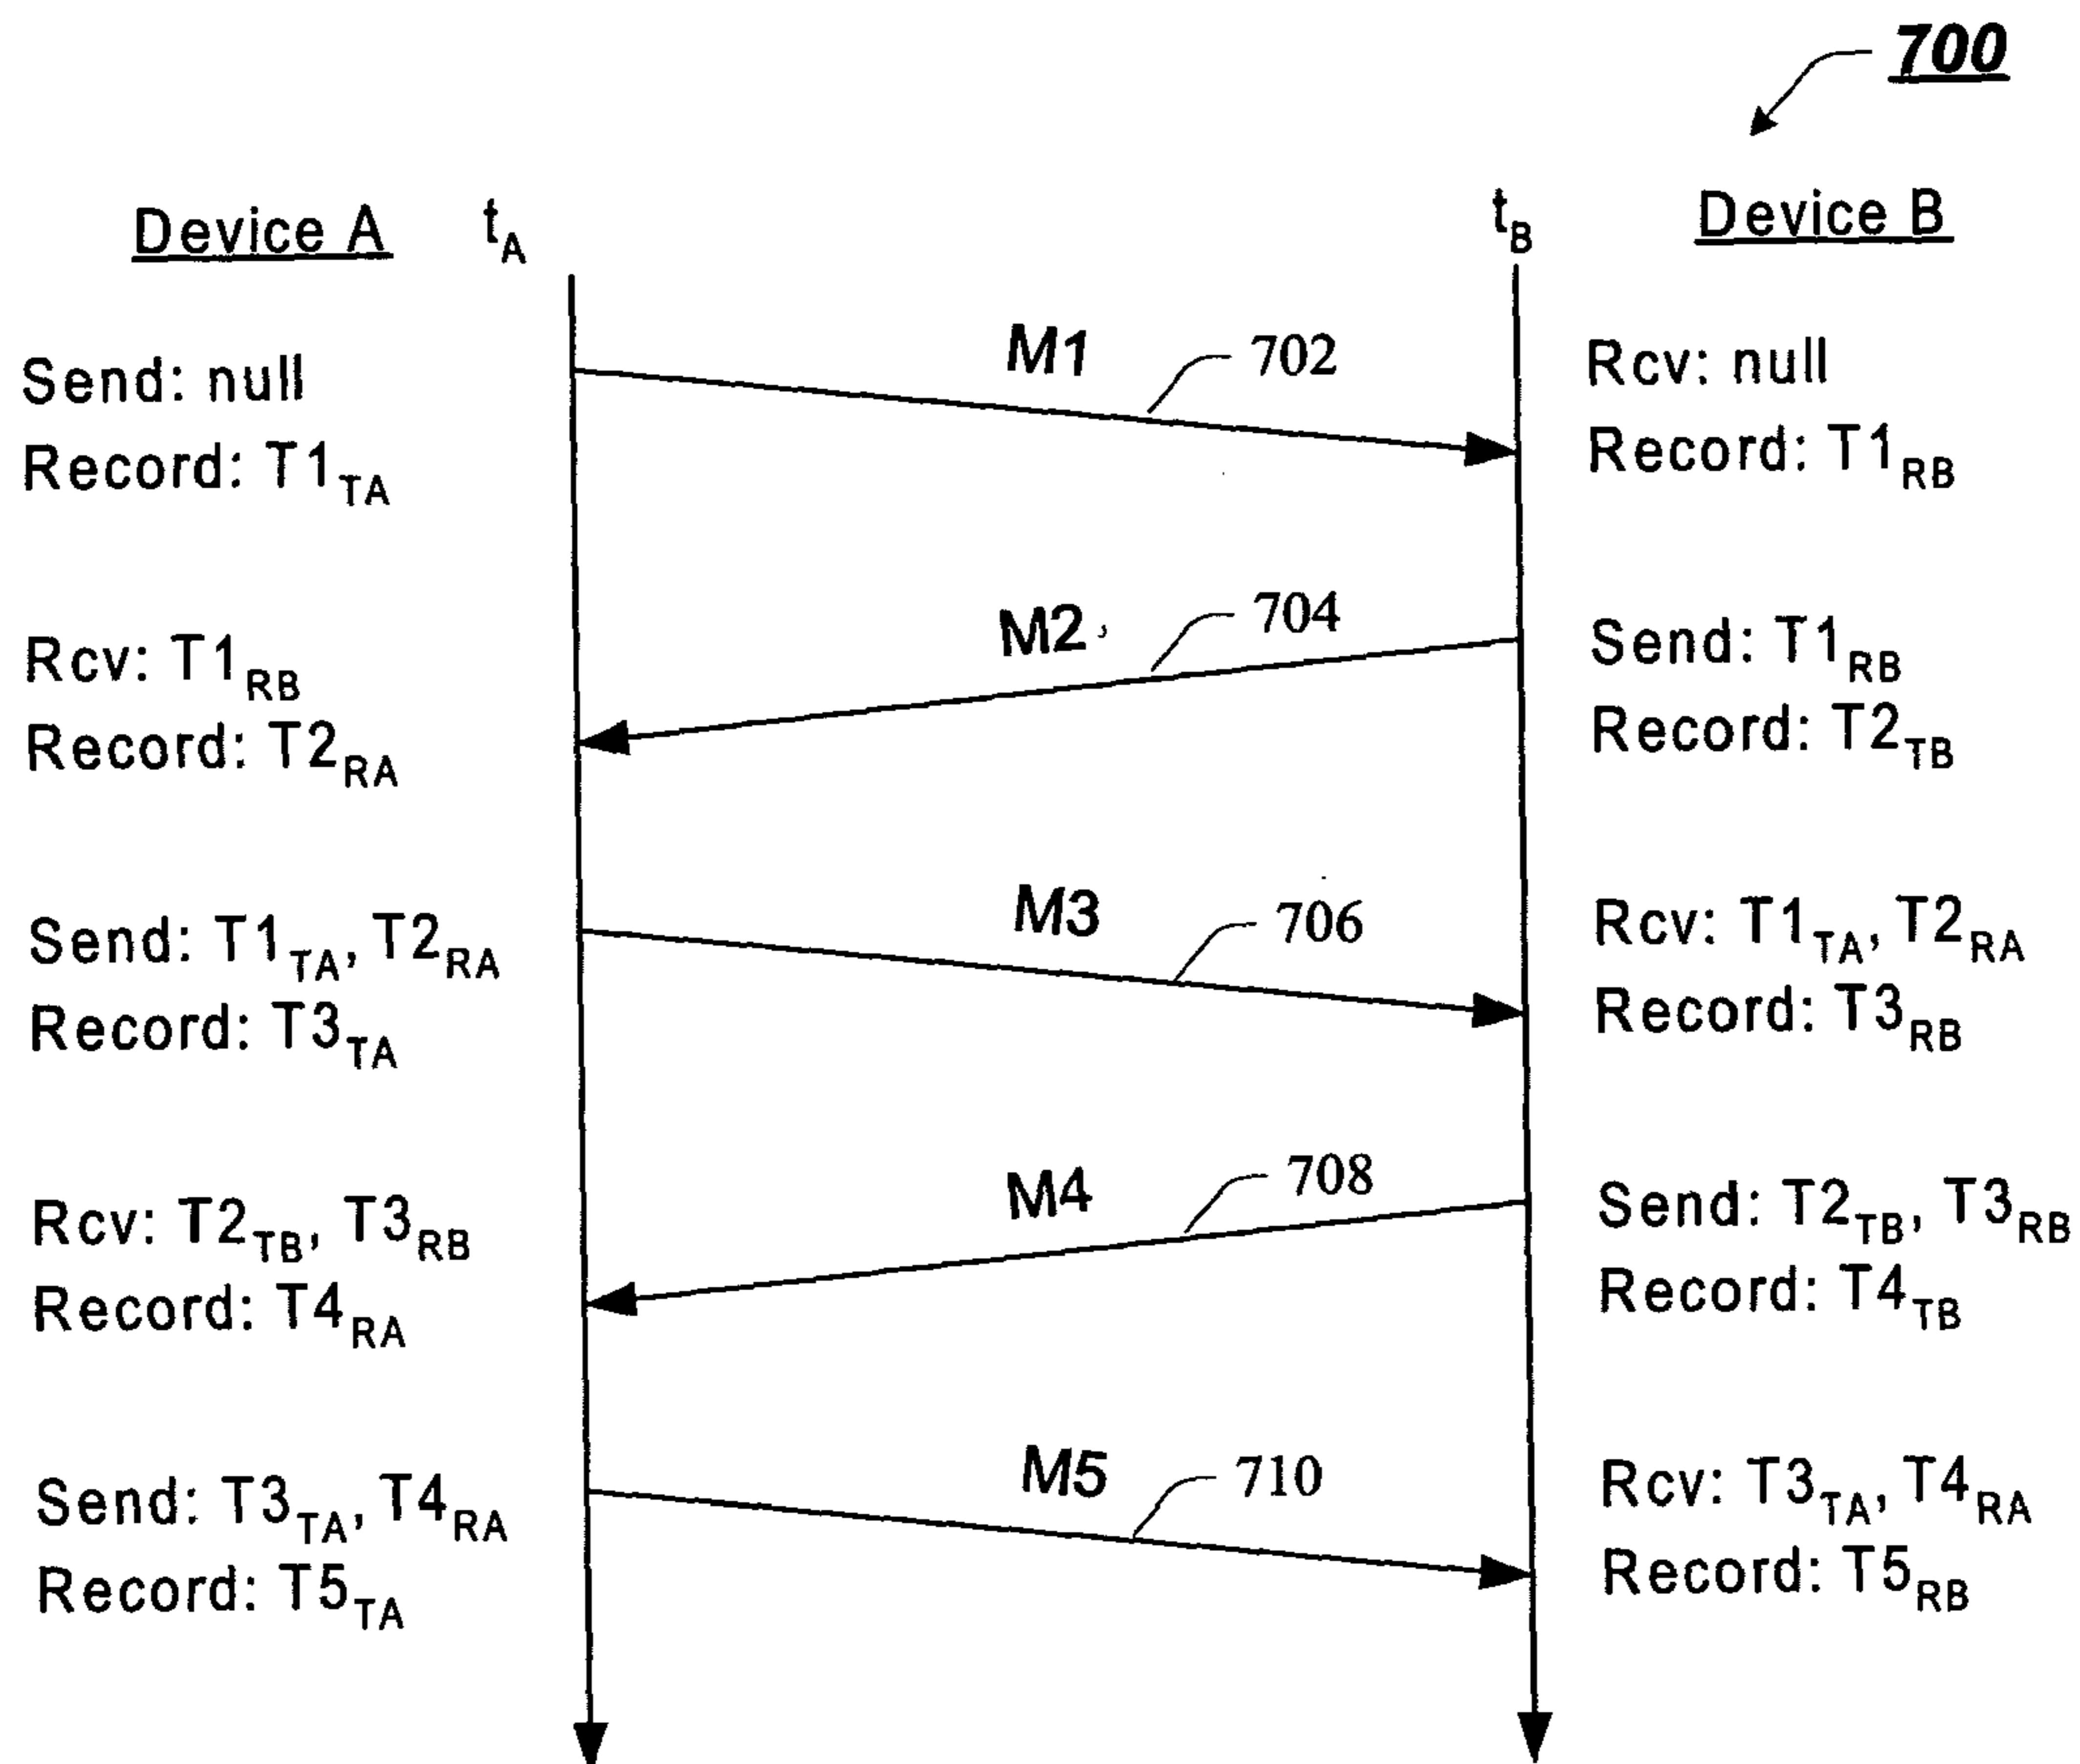 700
Device A tA tB Device B
M1 702
Send: null Rcv: null
Record: T1TA Record: T1RB
M2 704
Rcv: T1RB Send: T1RB
Record: T2RA Record: T2TB
M3 706
Send: T1TA, T2RA Rcv: T1TA, T2RA
Record: T3TA Record: T3RB
M4 708
Rcv: T2TB, T3RB Send: T2TB, T3RB
Record: T4RA Record: T4TB
M5 710
Send: T3TA, T4RA Rcv: T3TA, T4RA
Record: T5TA Record: T5RB